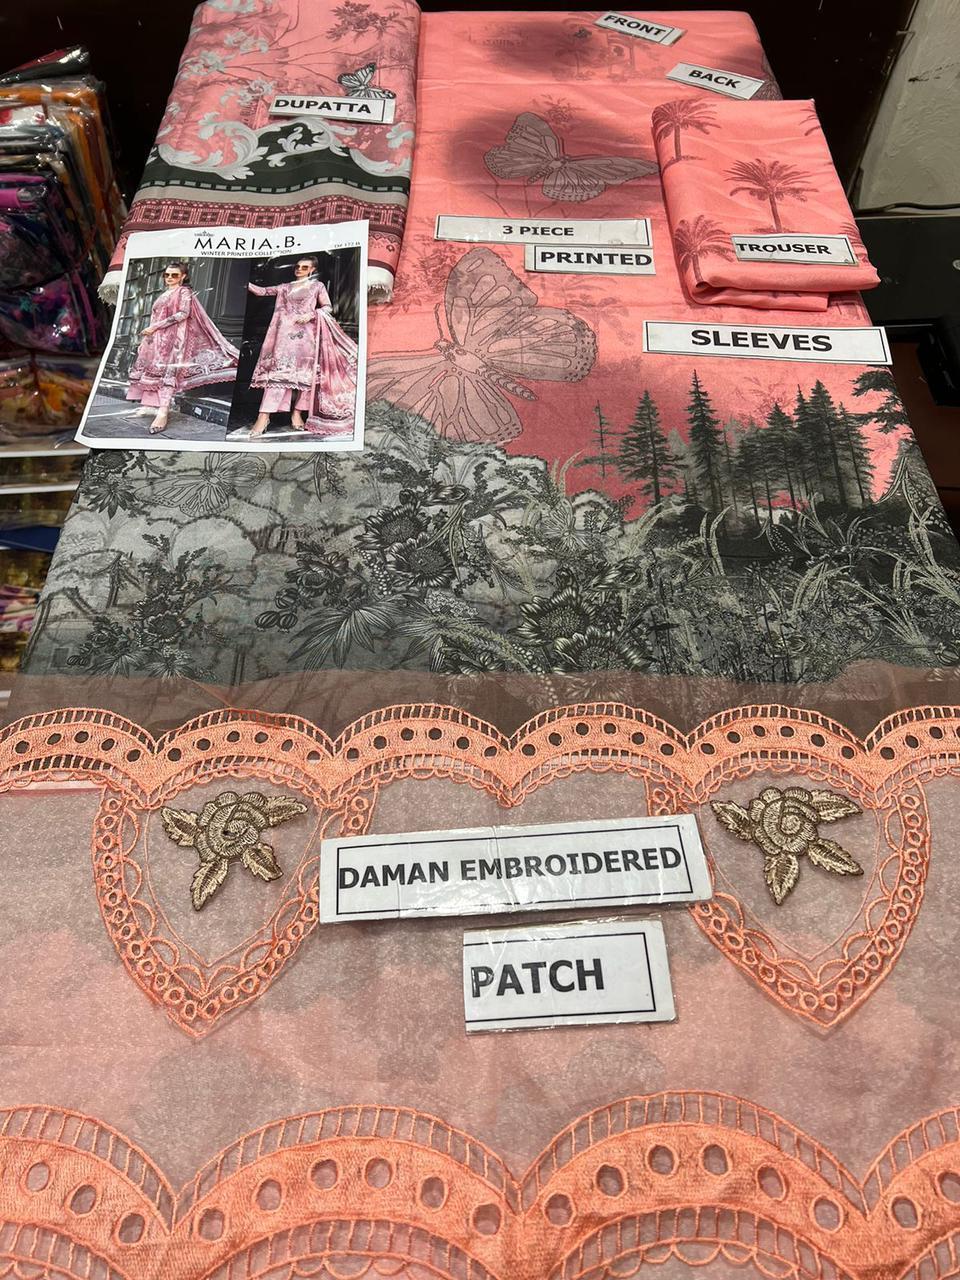 FRONT
BACK
DUPATTA
3 PIECE
PRINTED
TROUSER
MARIA.B.
WINTER PRINTED COLLECTION
SLEEVES
DAMAN EMBROIDERED
PATCH